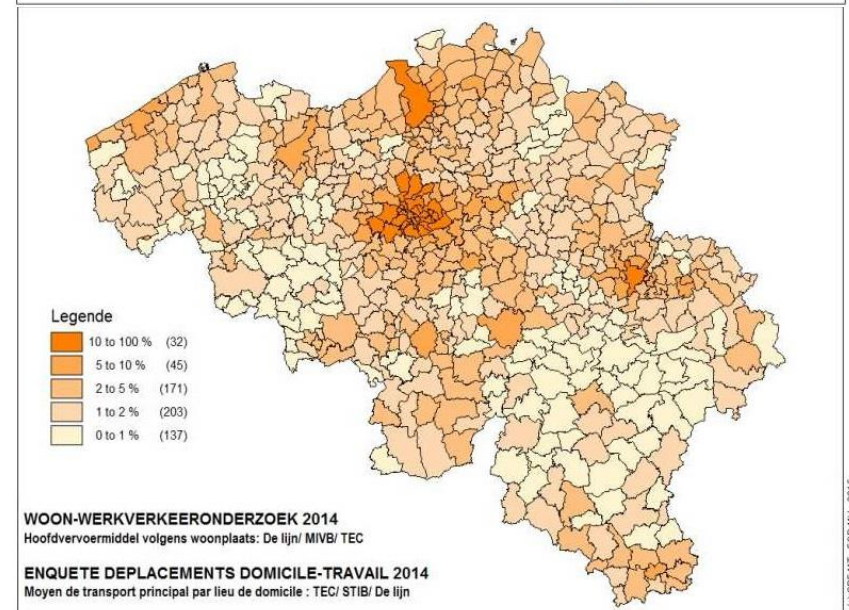 Legende
10 to 100 % (32)
5 to 10 % (45)
2 to 5 % (171)
1 to 2 % (203)
0 to 1 % (137)
WOON-WERKVERKEERONDERZOEK 2014
Hoofdvervoermiddel volgens woonplaats: De lijn/ MIVB/ TEC
ENQUETE DEPLACEMENTS DOMICILE-TRAVAIL 2014
Moyen de transport principal par lieu de domicile : TEC/ STIB/ De lijn